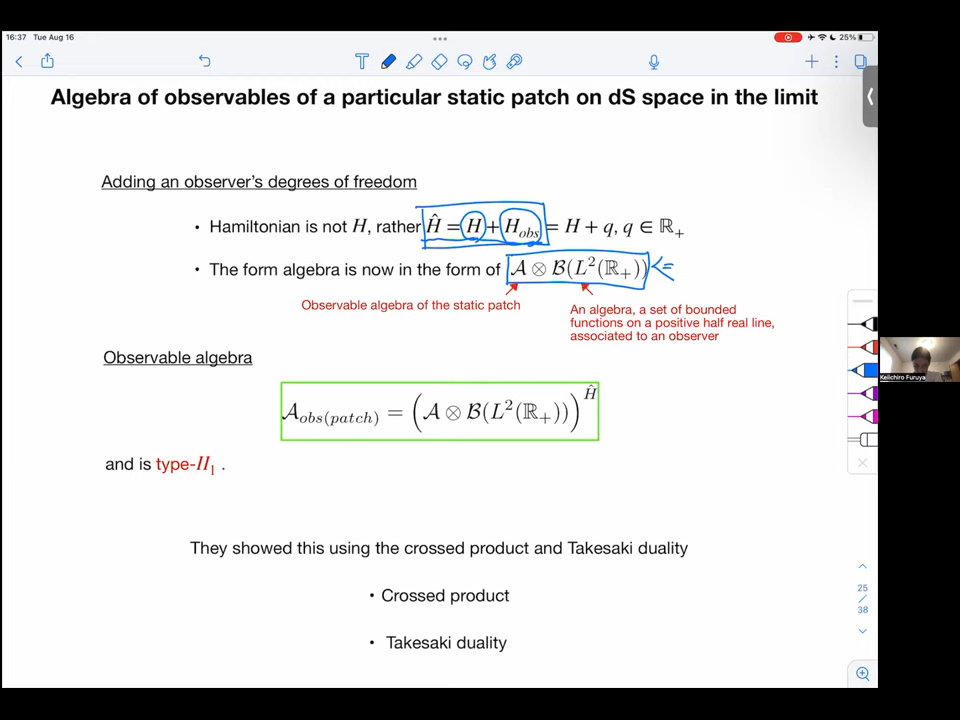 16:37 Tue Aug 16
25%
Algebra of observables of a particular static patch on dS space in the limit
Adding an observer's degrees of freedom
• Hamiltonian is not H, rather Ĥ = H + H_obs = H + q, q ∈ ℝ₊
• The form algebra is now in the form of 𝒜 ⊗ ℬ(L²(ℝ₊)) <=
Observable algebra of the static patch
An algebra, a set of bounded
functions on a positive half real line,
associated to an observer
Observable algebra
𝒜_obs(patch) = (𝒜 ⊗ ℬ(L²(ℝ₊)))^Ĥ
and is type-II₁ .
They showed this using the crossed product and Takesaki duality
• Crossed product
• Takesaki duality
Keiichiro Furuya
25
/
38